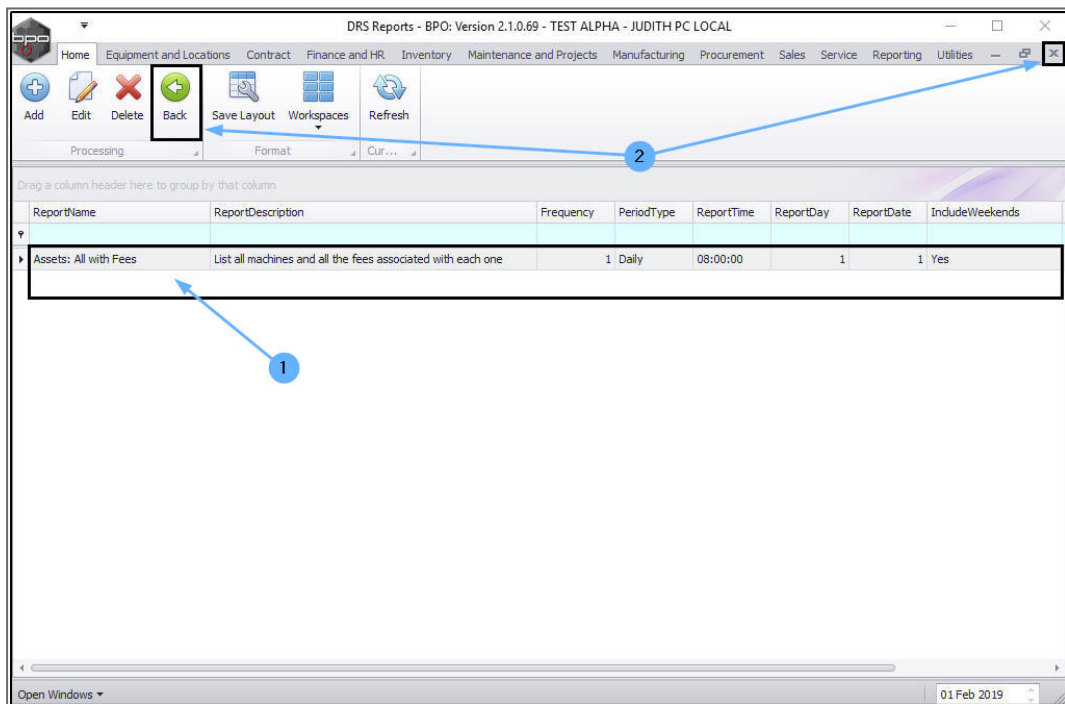 DRS Reports - BPO: Version 2.1.0.69 - TEST ALPHA - JUDITH PC LOCAL
bpo
Home Equipment and Locations Contract Finance and HR Inventory Maintenance and Projects Manufacturing Procurement Sales Service Reporting Utilities
Add Edit Delete Back Save Layout Workspaces Refresh
Processing Format Cur...
2
Drag a column header here to group by that column
ReportName ReportDescription Frequency PeriodType ReportTime ReportDay ReportDate IncludeWeekends
Assets: All with Fees List all machines and all the fees associated with each one 1 Daily 08:00:00 1 1 Yes
1
Open Windows 01 Feb 2019